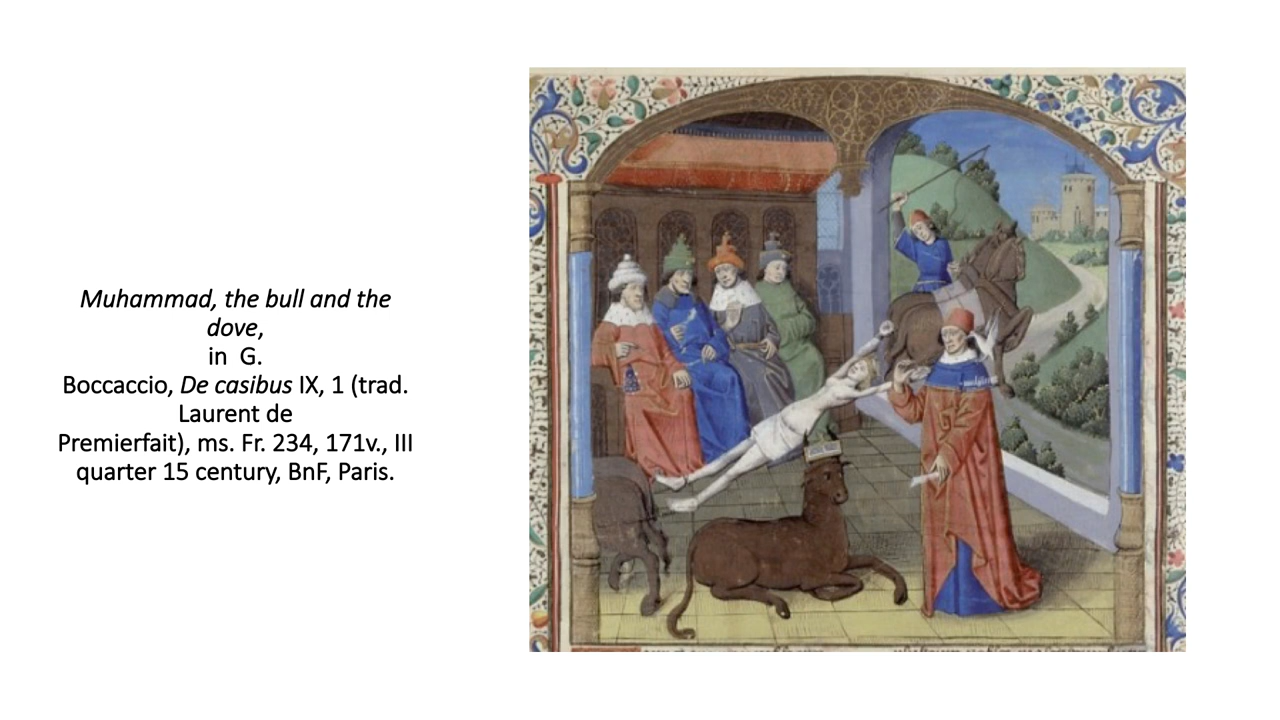 Muhammad, the bull and the
dove,
in G.
Boccaccio, De casibus IX, 1 (trad.
Laurent de
Premierfait), ms. Fr. 234, 171v., III
quarter 15 century, BnF, Paris.